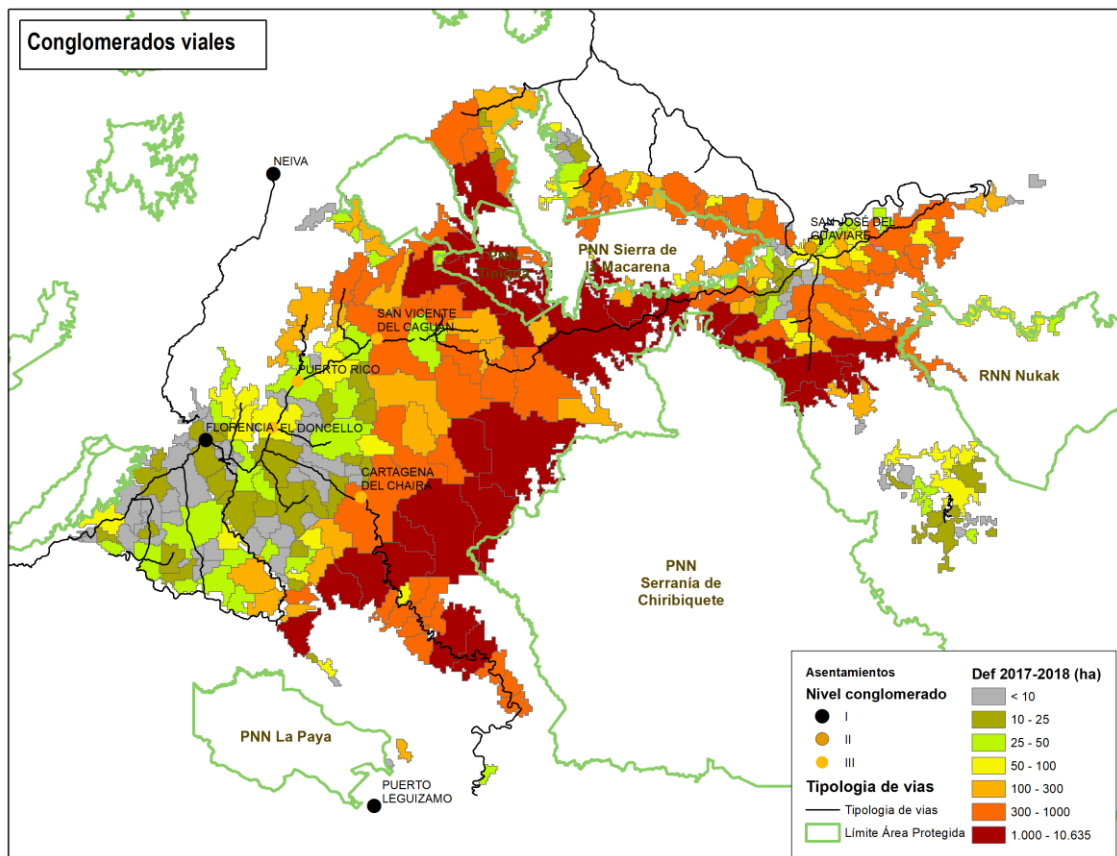 Conglomerados viales
NEIVA
SAN JOSÉ DEL
GUAVIARE
PNN Sierra de
la Macarena
PNN
Tinigua
SAN VICENTE
DEL CAGUÁN
PUERTO RICO
RNN Nukak
FLORENCIA
EL DONCELLO
CARTAGENA
DEL CHAIRA
PNN
Serranía de
Chiribiquete
PNN La Paya
PUERTO
LEGUIZAMO
Asentamientos
Nivel conglomerado
I
II
III
Tipología de vias
Tipologia de vias
Límite Área Protegida
Def 2017-2018 (ha)
< 10
10 - 25
25 - 50
50 - 100
100 - 300
300 - 1000
1.000 - 10.635